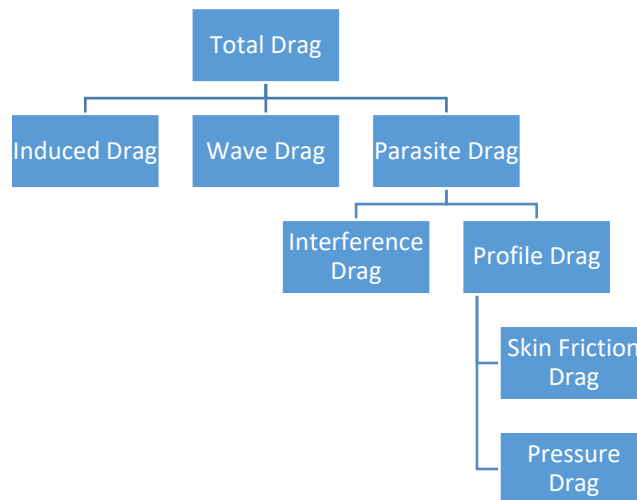 Total Drag
Induced Drag
Wave Drag
Parasite Drag
Interference
Drag
Profile Drag
Skin Friction
Drag
Pressure
Drag